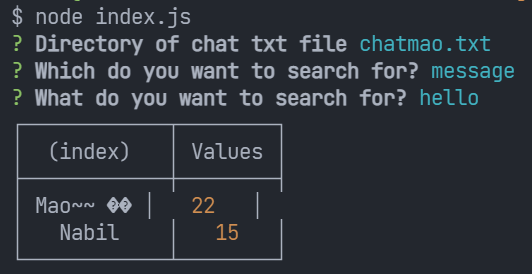 $ node index.js
? Directory of chat txt file chatmao.txt
? Which do you want to search for? message
? What do you want to search for? hello
(index) Values
Mao~~ �� 22
Nabil 15